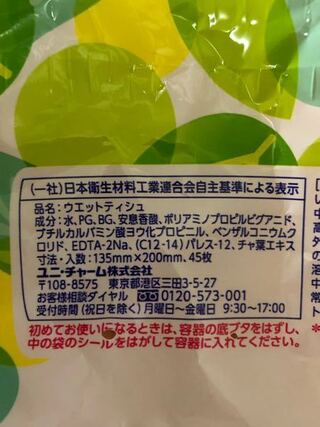 (一社)日本衛生材料工業連合会自主基準による表示
品名:ウエットティシュ
成分:水、PG、BG、安息香酸、ポリアミノプロピルビグアニド、
ブチルカルバミン酸ヨウ化プロピニル、ベンザルコニウムク
ロリド、EDTA-2Na、(C12-14)パレス-12、チャ葉エキス
寸法・入数:135mm×200mm、45枚
ユニ・チャーム株式会社
〒108-8575 東京都港区三田3-5-27
お客様相談ダイヤル 0120-573-001
受付時間(祝日を除く)月曜日~金曜日 9:30~17:00
初めてお使いになるときは、容器の底ブタをはずし、
中の袋のシールをはがして容器に入れてください。